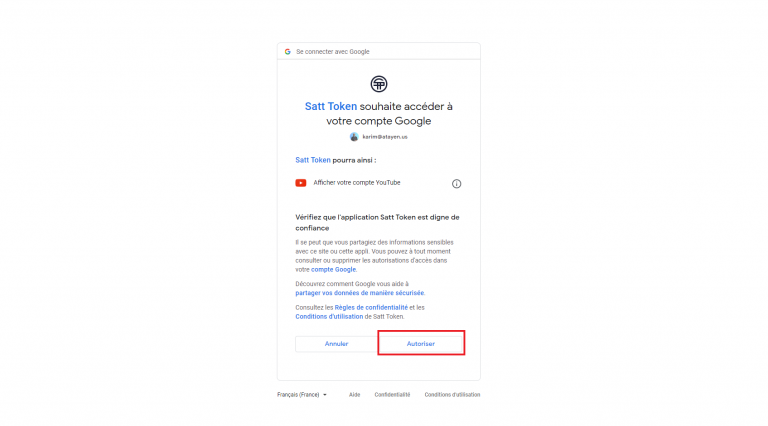 Se connecter avec Google
Satt Token souhaite accéder à
votre compte Google
karim@atayen.us
Satt Token pourra ainsi :
Afficher votre compte YouTube
Vérifiez que l'application Satt Token est digne de
confiance
Il se peut que vous partagiez des informations sensibles
avec ce site ou cette appli. Vous pouvez à tout moment
consulter ou supprimer les autorisations d'accès dans
votre compte Google.
Découvrez comment Google vous aide à
partager vos données de manière sécurisée.
Consultez les Règles de confidentialité et les
Conditions d'utilisation de Satt Token.
Annuler Autoriser
Français (France) Aide Confidentialité Conditions d'utilisation